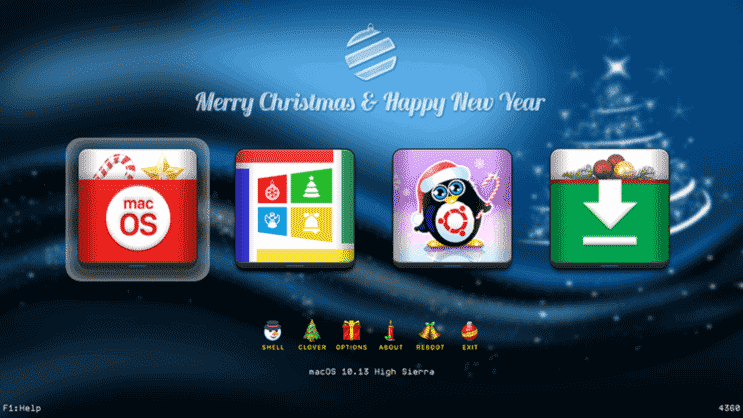 Merry Christmas & Happy New Year
mac
OS
SHELL CLOVER OPTIONS ABOUT REBOOT EXIT
macOS 10.13 High Sierra
F1:Help 4360